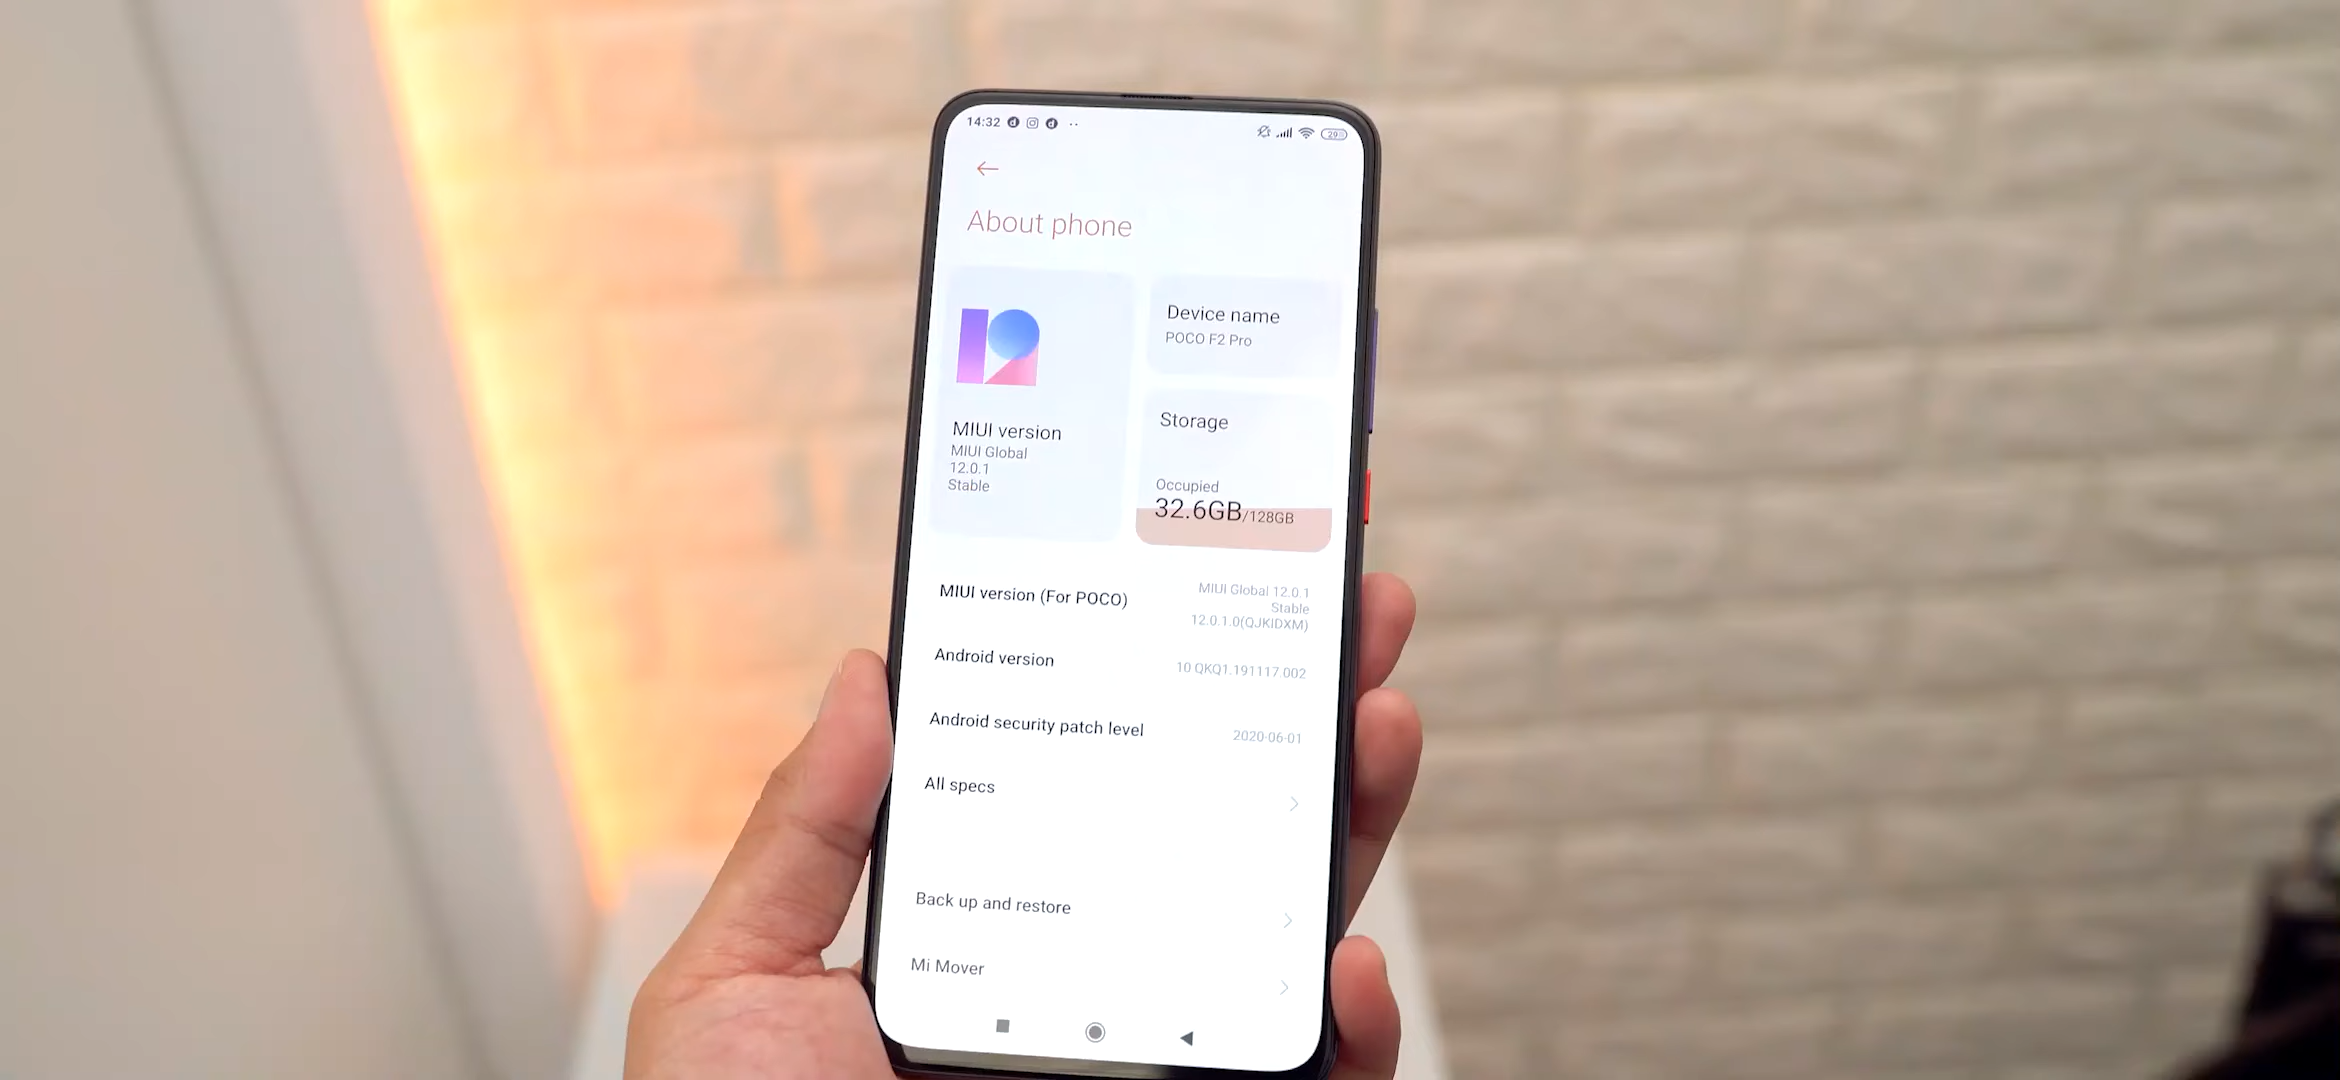 14:32
29
About phone
Device name
POCO F2 Pro
MIUI version
MIUI Global
12.0.1
Stable
Storage
Occupied
32.6GB/128GB
MIUI version (For POCO)
MIUI Global 12.0.1
Stable
12.0.1.0(QJKIDXM)
Android version
10 QKQ1.191117.002
Android security patch level
2020-06-01
All specs
Back up and restore
Mi Mover